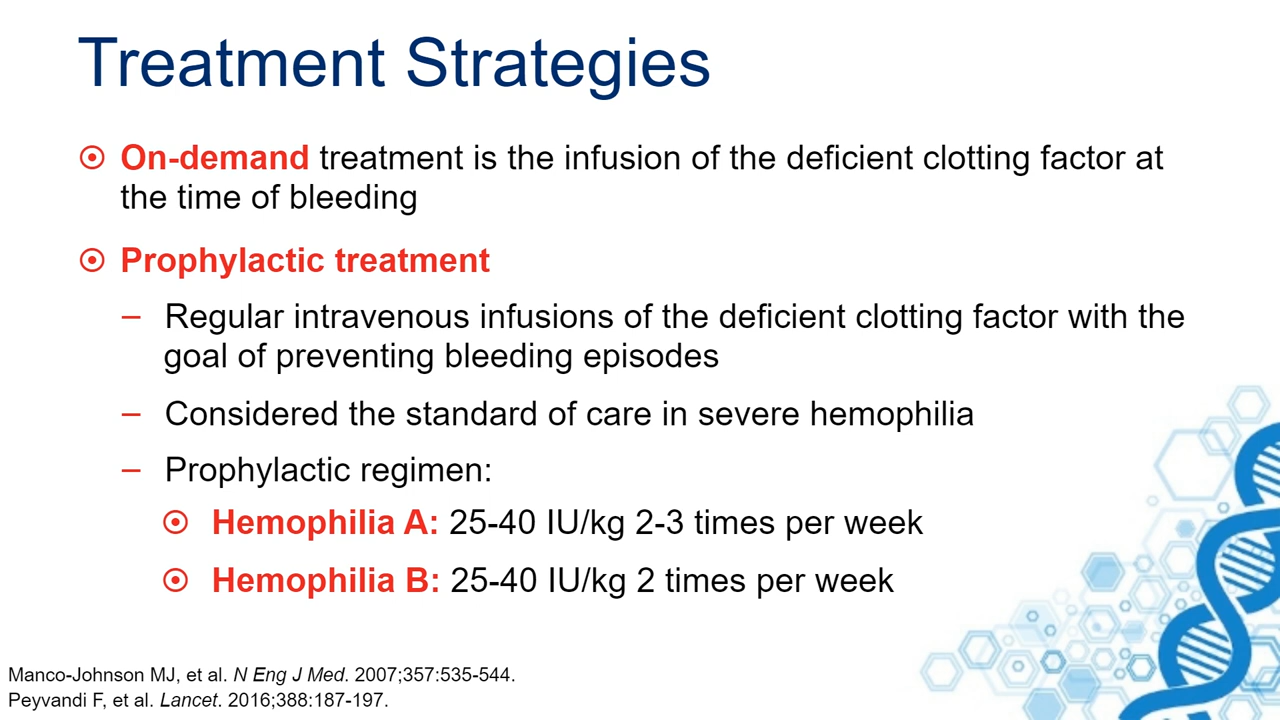 Treatment Strategies
On-demand treatment is the infusion of the deficient clotting factor at
the time of bleeding
Prophylactic treatment
– Regular intravenous infusions of the deficient clotting factor with the
goal of preventing bleeding episodes
– Considered the standard of care in severe hemophilia
– Prophylactic regimen:
Hemophilia A: 25-40 IU/kg 2-3 times per week
Hemophilia B: 25-40 IU/kg 2 times per week
Manco-Johnson MJ, et al. N Eng J Med. 2007;357:535-544.
Peyvandi F, et al. Lancet. 2016;388:187-197.